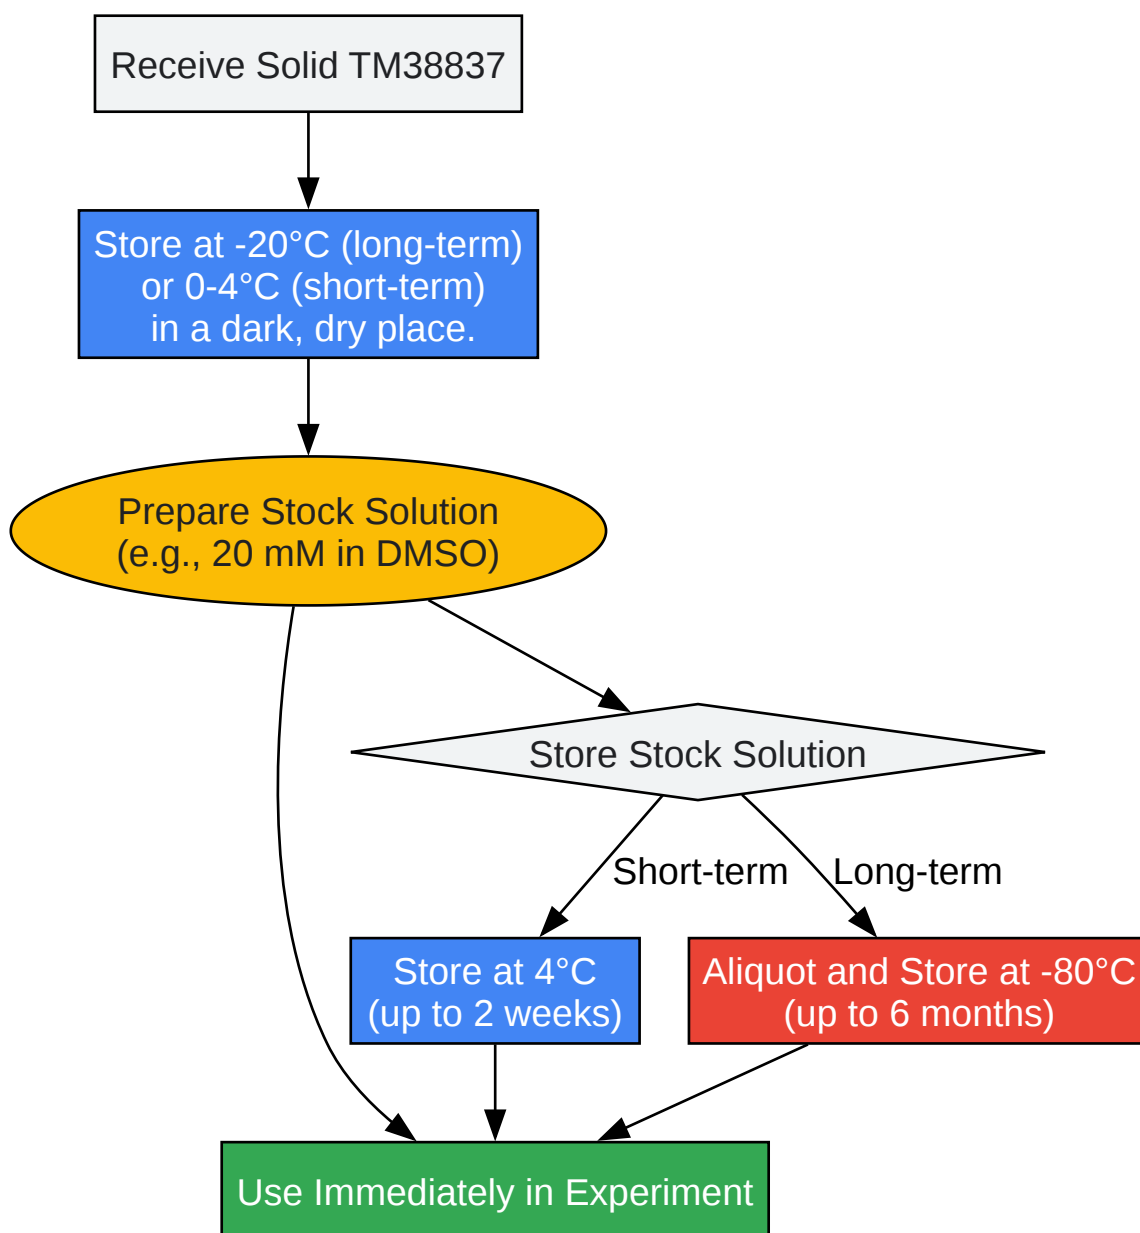 Receive Solid TM38837
Store at -20°C (long-term)
or 0-4°C (short-term)
in a dark, dry place.
Prepare Stock Solution
(e.g., 20 mM in DMSO)
Store Stock Solution
Short-term
Long-term
Store at 4°C
(up to 2 weeks)
Aliquot and Store at -80°C
(up to 6 months)
Use Immediately in Experiment